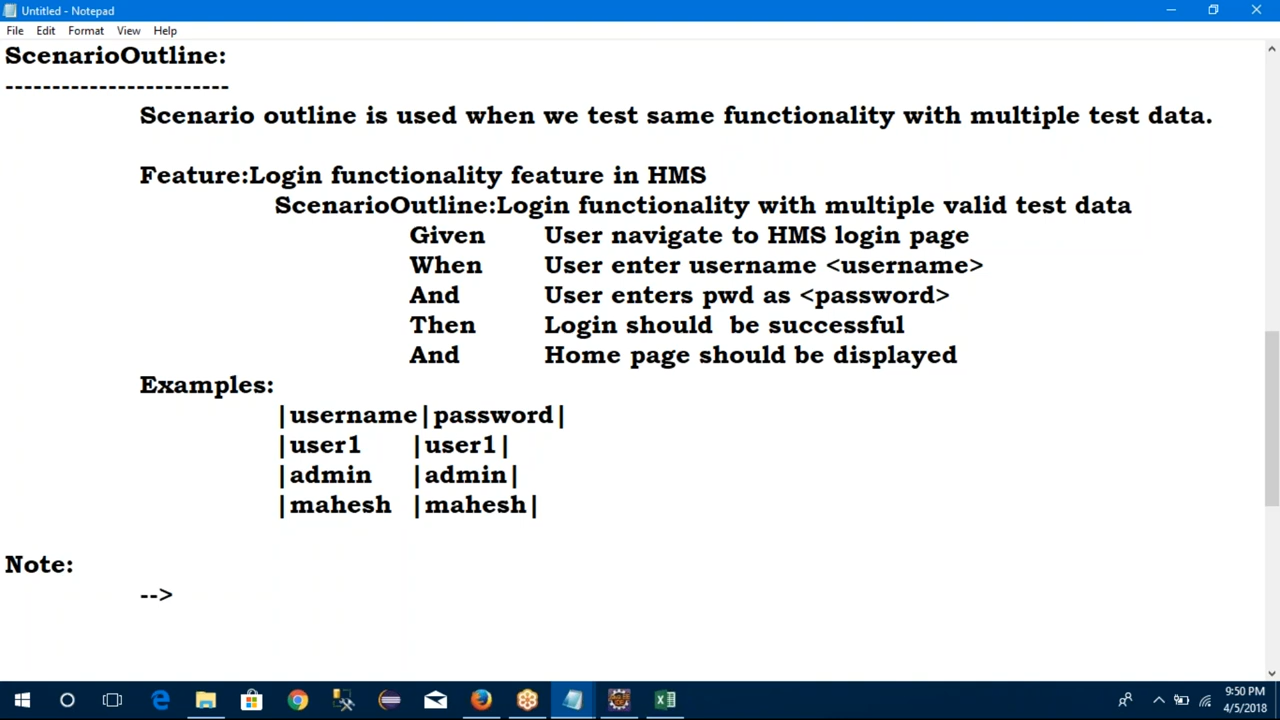 Untitled - Notepad
File Edit Format View Help
ScenarioOutline:
------------------------
Scenario outline is used when we test same functionality with multiple test data.
Feature:Login functionality feature in HMS
ScenarioOutline:Login functionality with multiple valid test data
Given User navigate to HMS login page
When User enter username <username>
And User enters pwd as <password>
Then Login should  be successful
And Home page should be displayed
Examples:
|username|password|
|user1 |user1|
|admin |admin|
|mahesh |mahesh|
Note:
-->
9:50 PM
4/5/2018